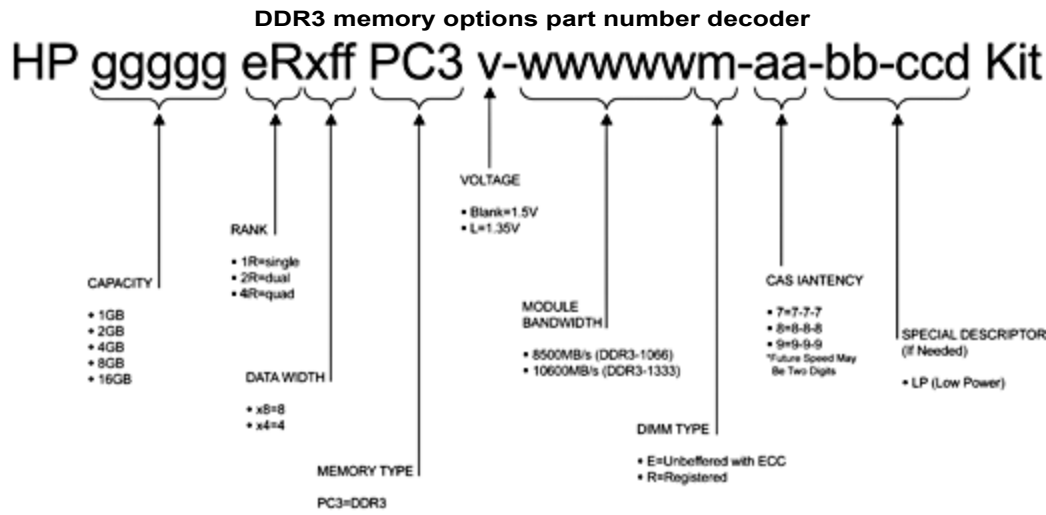 DDR3 memory options part number decoder
HP ggggg eRxff PC3 v-wwwwwm-aa-bb-ccd Kit
CAPACITY
• 1GB
• 2GB
• 4GB
• 8GB
• 16GB
RANK
• 1R=single
• 2R=dual
• 4R=quad
DATA WIDTH
• x8=8
• x4=4
MEMORY TYPE
PC3=DDR3
VOLTAGE
• Blank=1.5V
• L=1.35V
MODULE
BANDWIDTH
• 8500MB/s (DDR3-1066)
• 10600MB/s (DDR3-1333)
DIMM TYPE
• E=Unbeffered with ECC
• R=Registered
CAS IANTENCY
• 7=7-7-7
• 8=8-8-8
• 9=9-9-9
*Future Speed May
Be Two Digits
SPECIAL DESCRIPTOR
(If Needed)
• LP (Low Power)